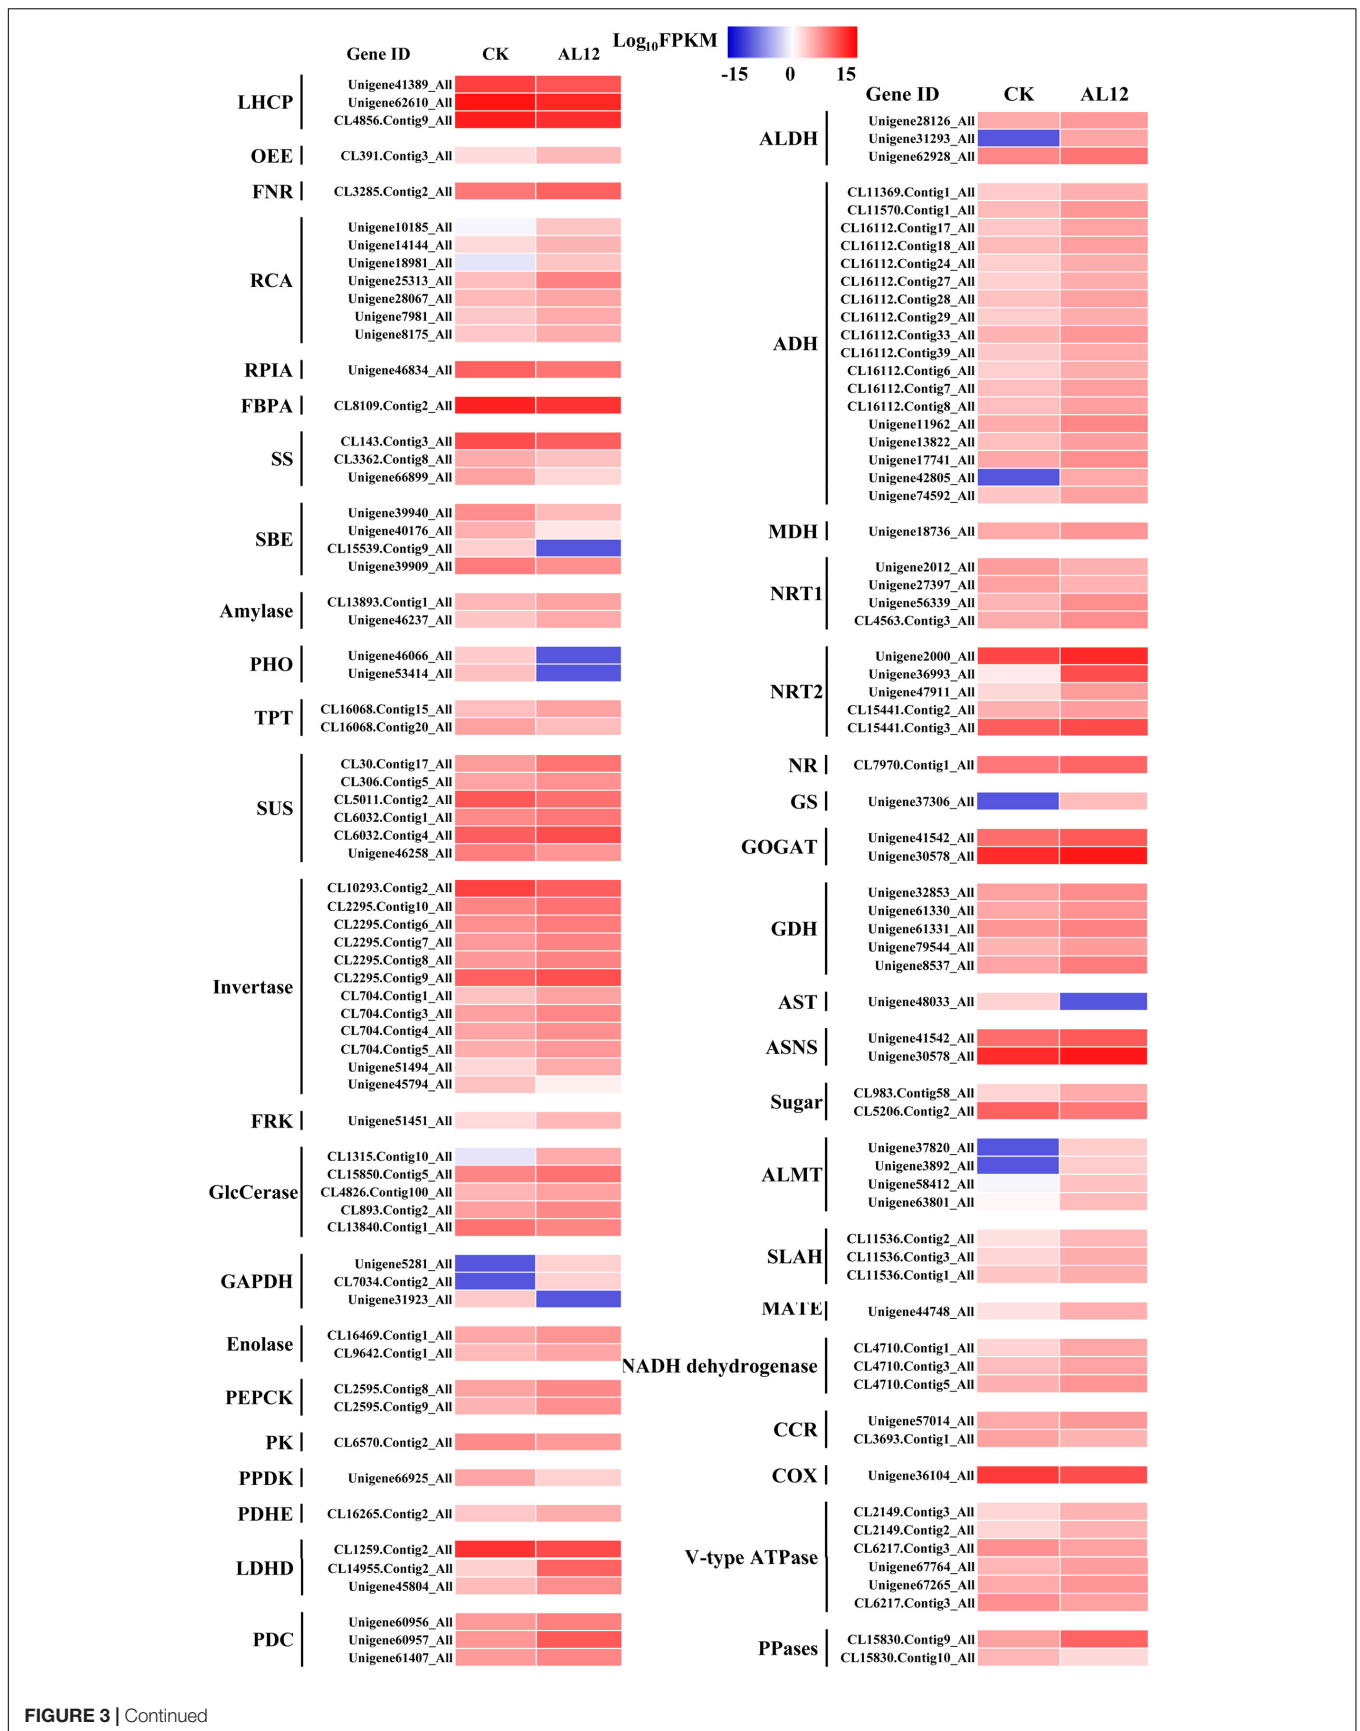 Log10FPKM
-15 0 15
Gene ID CK AL12
LHCP
Unigene41389_All
Unigene62610_All
CL4856.Contig9_All
OEE
CL391.Contig3_All
FNR
CL3285.Contig2_All
RCA
Unigene10185_All
Unigene14144_All
Unigene18981_All
Unigene25313_All
Unigene28067_All
Unigene7981_All
Unigene8175_All
RPIA
Unigene46834_All
FBPA
CL8109.Contig2_All
SS
CL143.Contig3_All
CL3362.Contig8_All
Unigene66899_All
SBE
Unigene39940_All
Unigene40176_All
CL15539.Contig9_All
Unigene39909_All
Amylase
CL13893.Contig1_All
Unigene46237_All
PHO
Unigene46066_All
Unigene53414_All
TPT
CL16068.Contig15_All
CL16068.Contig20_All
SUS
CL30.Contig17_All
CL306.Contig5_All
CL5011.Contig2_All
CL6032.Contig1_All
CL6032.Contig4_All
Unigene46258_All
Invertase
CL10293.Contig2_All
CL2295.Contig10_All
CL2295.Contig6_All
CL2295.Contig7_All
CL2295.Contig8_All
CL2295.Contig9_All
CL704.Contig1_All
CL704.Contig3_All
CL704.Contig4_All
CL704.Contig5_All
Unigene51494_All
Unigene45794_All
FRK
Unigene51451_All
GlcCerase
CL1315.Contig10_All
CL15850.Contig5_All
CL4826.Contig100_All
CL893.Contig2_All
CL13840.Contig1_All
GAPDH
Unigene5281_All
CL7034.Contig2_All
Unigene31923_All
Enolase
CL16469.Contig1_All
CL9642.Contig1_All
PEPCK
CL2595.Contig8_All
CL2595.Contig9_All
PK
CL6570.Contig2_All
PPDK
Unigene66925_All
PDHE
CL16265.Contig2_All
LDHD
CL1259.Contig2_All
CL14955.Contig2_All
Unigene45804_All
PDC
Unigene60956_All
Unigene60957_All
Unigene61407_All
Gene ID CK AL12
ALDH
Unigene28126_All
Unigene31293_All
Unigene62928_All
ADH
CL11369.Contig1_All
CL11570.Contig1_All
CL16112.Contig17_All
CL16112.Contig18_All
CL16112.Contig24_All
CL16112.Contig27_All
CL16112.Contig28_All
CL16112.Contig29_All
CL16112.Contig33_All
CL16112.Contig39_All
CL16112.Contig6_All
CL16112.Contig7_All
CL16112.Contig8_All
Unigene11962_All
Unigene13822_All
Unigene17741_All
Unigene42805_All
Unigene74592_All
MDH
Unigene18736_All
NRT1
Unigene2012_All
Unigene27397_All
Unigene56339_All
CL4563.Contig3_All
NRT2
Unigene2000_All
Unigene36993_All
Unigene47911_All
CL15441.Contig2_All
CL15441.Contig3_All
NR
CL7970.Contig1_All
GS
Unigene37306_All
GOGAT
Unigene41542_All
Unigene30578_All
GDH
Unigene32853_All
Unigene61330_All
Unigene61331_All
Unigene79544_All
Unigene8537_All
AST
Unigene48033_All
ASNS
Unigene41542_All
Unigene30578_All
Sugar
CL983.Contig58_All
CL5206.Contig2_All
ALMT
Unigene37820_All
Unigene3892_All
Unigene58412_All
Unigene63801_All
SLAH
CL11536.Contig2_All
CL11536.Contig3_All
CL11536.Contig1_All
MATE
Unigene44748_All
NADH dehydrogenase
CL4710.Contig1_All
CL4710.Contig3_All
CL4710.Contig5_All
CCR
Unigene57014_All
CL3693.Contig1_All
COX
Unigene36104_All
V-type ATPase
CL2149.Contig3_All
CL2149.Contig2_All
CL6217.Contig3_All
Unigene67764_All
Unigene67265_All
CL6217.Contig3_All
PPases
CL15830.Contig9_All
CL15830.Contig10_All
FIGURE 3 | Continued